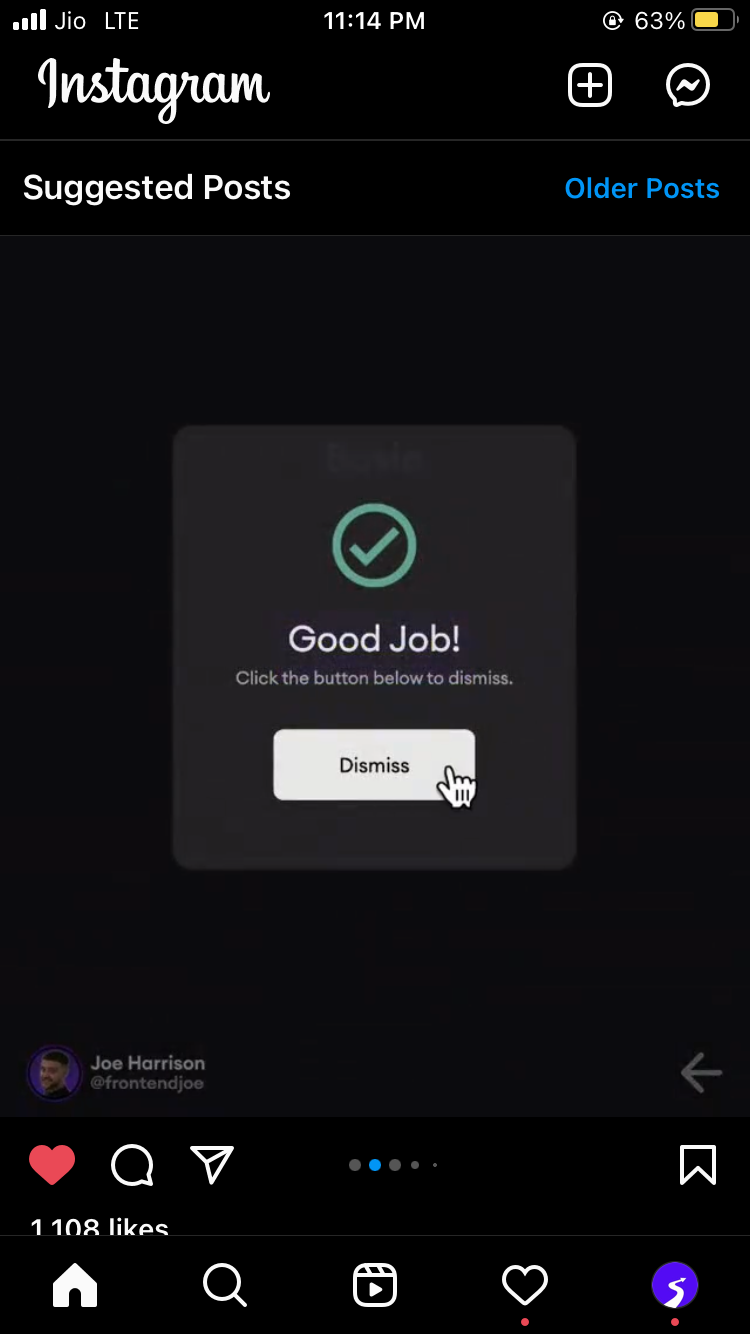 Jio LTE 11:14 PM 63%
Instagram
Suggested Posts Older Posts
Good Job!
Click the button below to dismiss.
Dismiss
Joe Harrison
@frontendjoe
1,108 likes